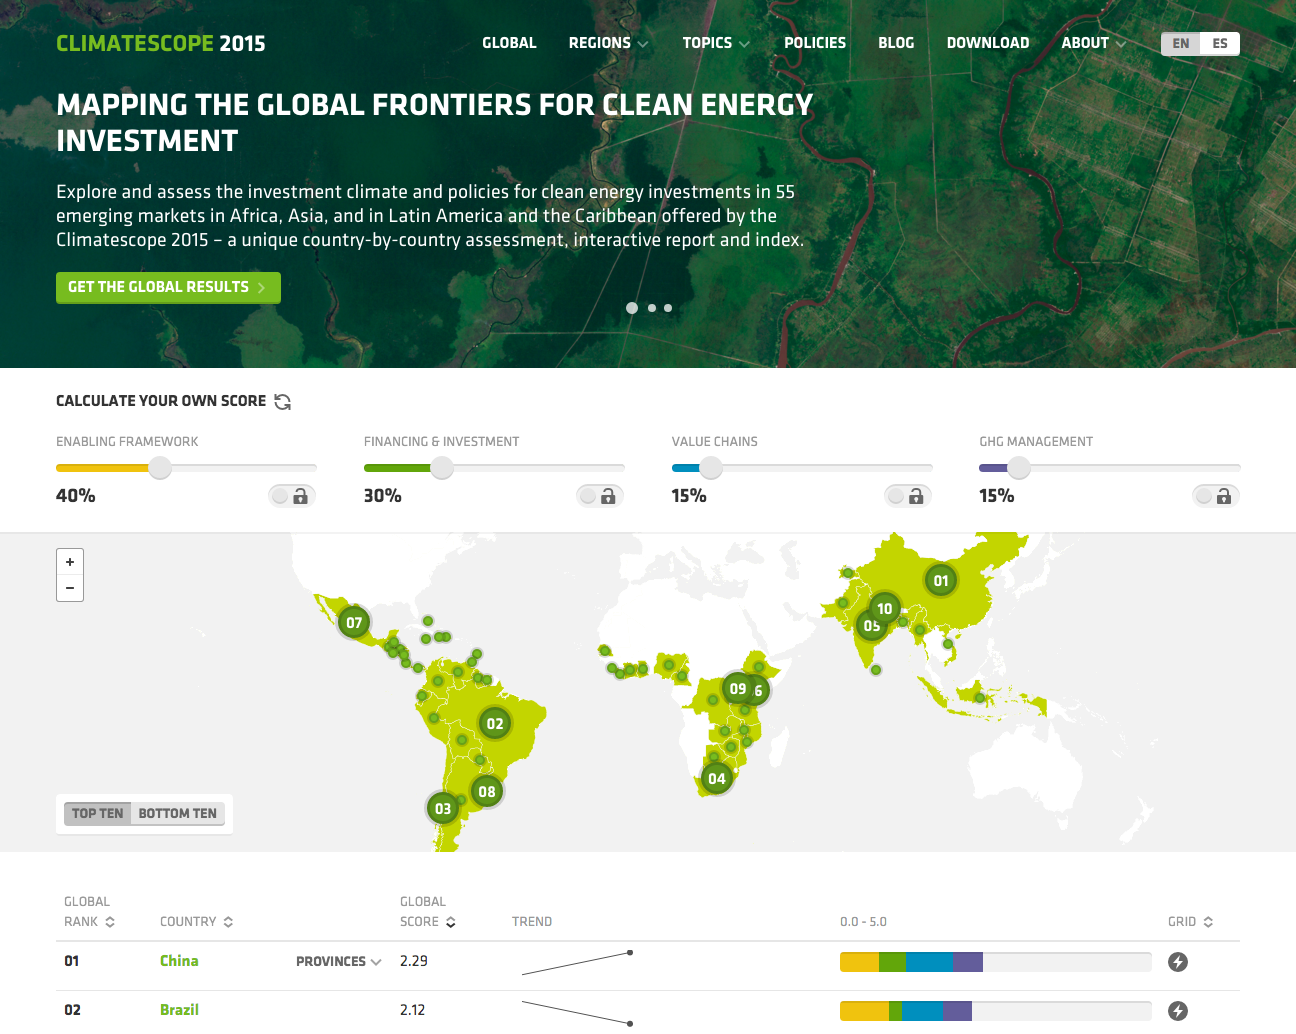 CLIMATESCOPE 2015
GLOBAL REGIONS TOPICS POLICIES BLOG DOWNLOAD ABOUT EN ES
MAPPING THE GLOBAL FRONTIERS FOR CLEAN ENERGY
INVESTMENT
Explore and assess the investment climate and policies for clean energy investments in 55
emerging markets in Africa, Asia, and in Latin America and the Caribbean offered by the
Climatescope 2015 – a unique country-by-country assessment, interactive report and index.
GET THE GLOBAL RESULTS
CALCULATE YOUR OWN SCORE
ENABLING FRAMEWORK FINANCING & INVESTMENT VALUE CHAINS GHG MANAGEMENT
40% 30% 15% 15%
+
−
01
10
07
05
09 6
02
04
08
03
TOP TEN BOTTOM TEN
GLOBAL RANK COUNTRY GLOBAL SCORE TREND 0.0 - 5.0 GRID
01 China PROVINCES 2.29
02 Brazil 2.12